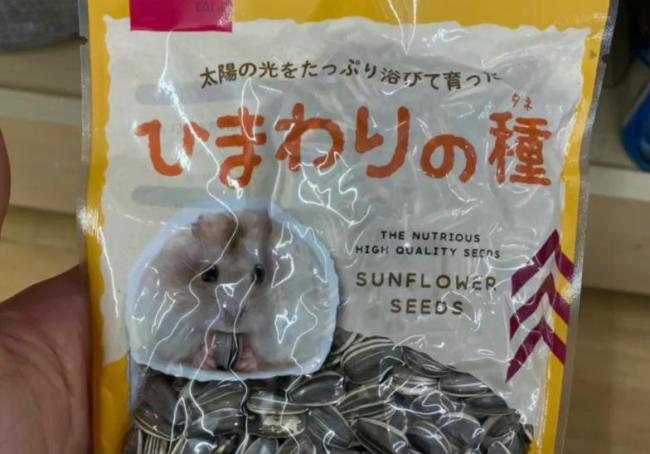 太陽の光をたっぷり浴びて育った
タネ
ひまわりの種
THE NUTRITIOUS
HIGH QUALITY SEEDS
SUNFLOWER
SEEDS